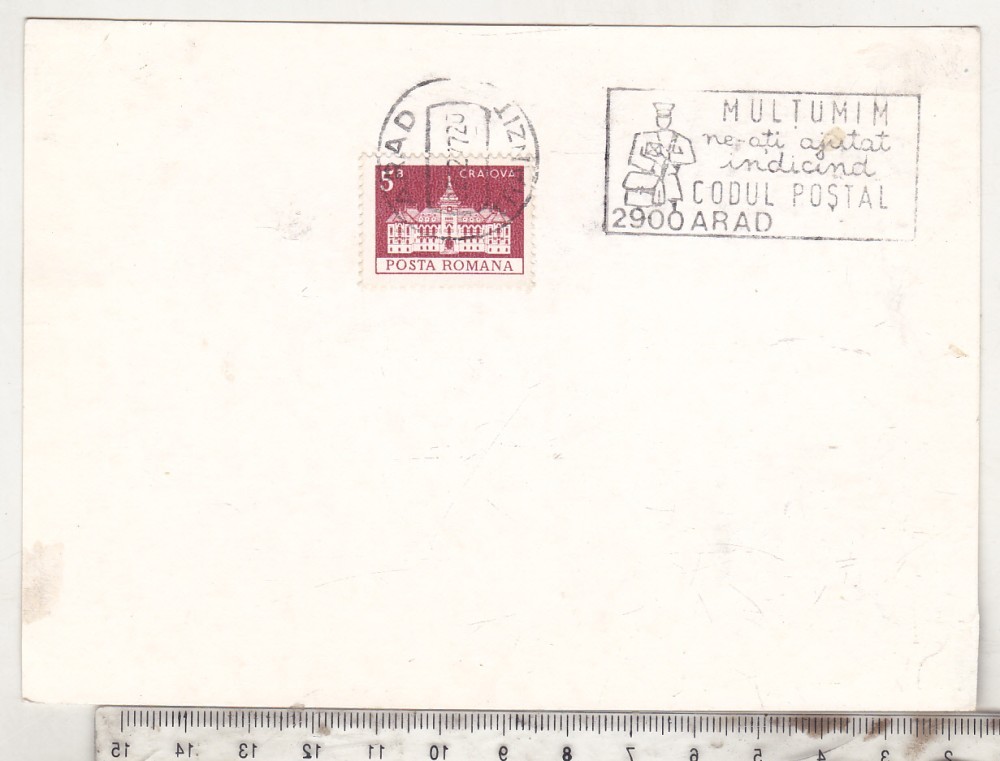 ARAD
MULȚUMIM
ne-ați ajutat
indicînd
CODUL POȘTAL
2900 ARAD
5B CRAIOVA
POSTA ROMANA
15 14 13 12 11 10 9 8 7 6 5 4 3 2